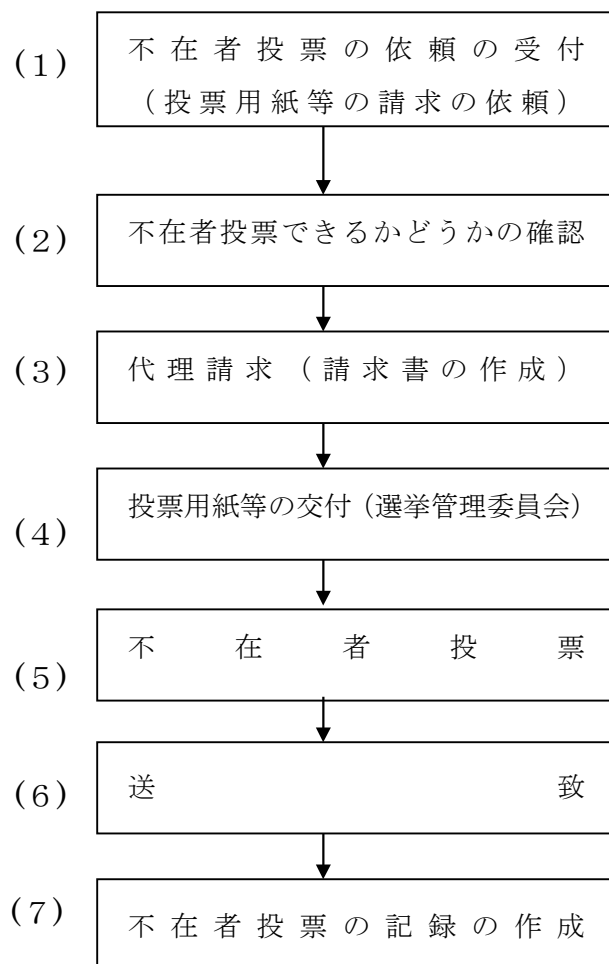 (1) 不在者投票の依頼の受付
(投票用紙等の請求の依頼)
(2) 不在者投票できるかどうかの確認
(3) 代理請求(請求書の作成)
(4) 投票用紙等の交付(選挙管理委員会)
(5) 不在者投票
(6) 送致
(7) 不在者投票の記録の作成